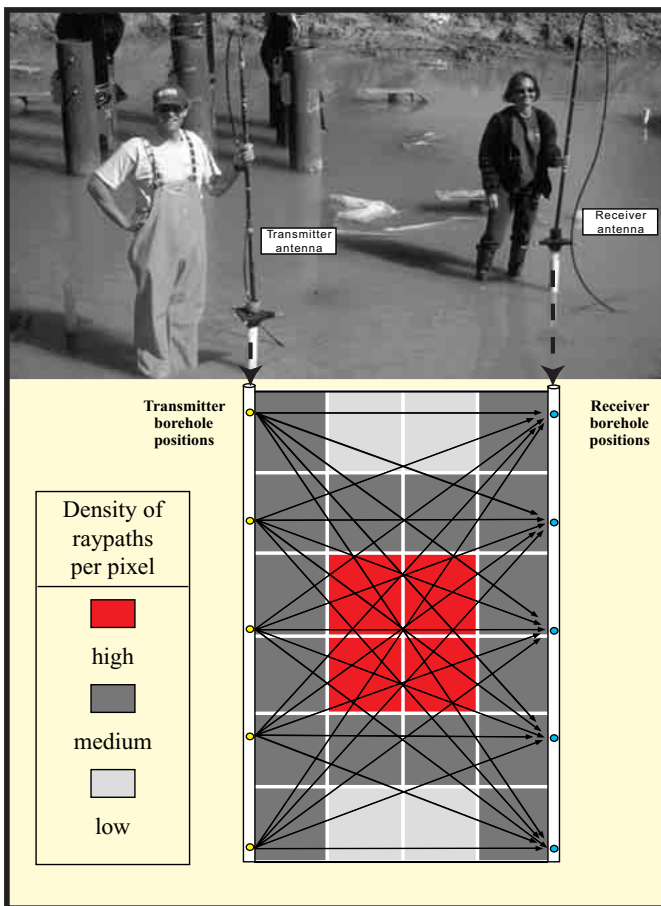 Transmitter
antenna
Receiver
antenna
Transmitter
borehole
positions
Receiver
borehole
positions
Density of
raypaths
per pixel
high
medium
low